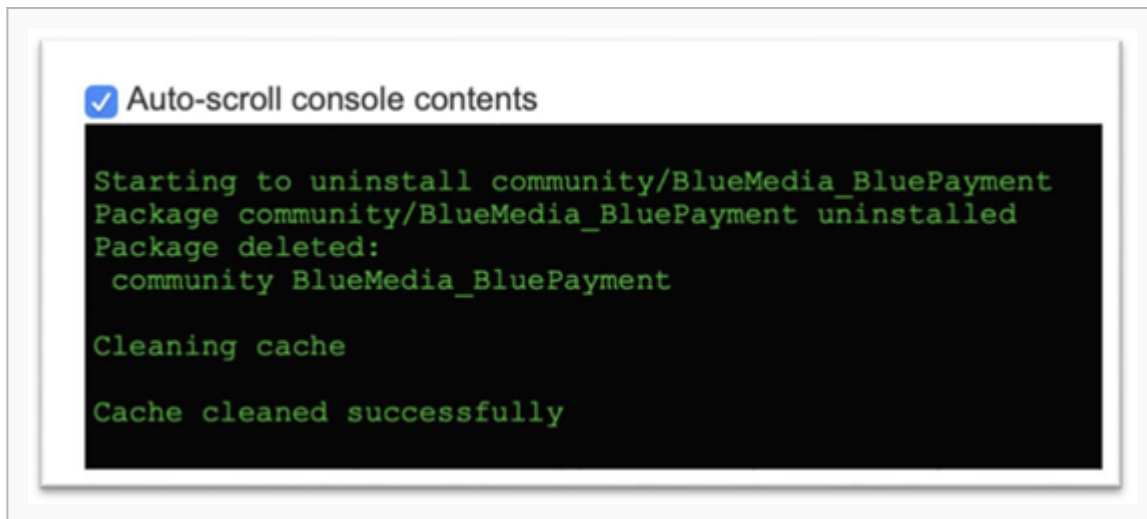 Auto-scroll console contents
Starting to uninstall community/BlueMedia_BluePayment
Package community/BlueMedia_BluePayment uninstalled
Package deleted:
community BlueMedia_BluePayment
Cleaning cache
Cache cleaned successfully